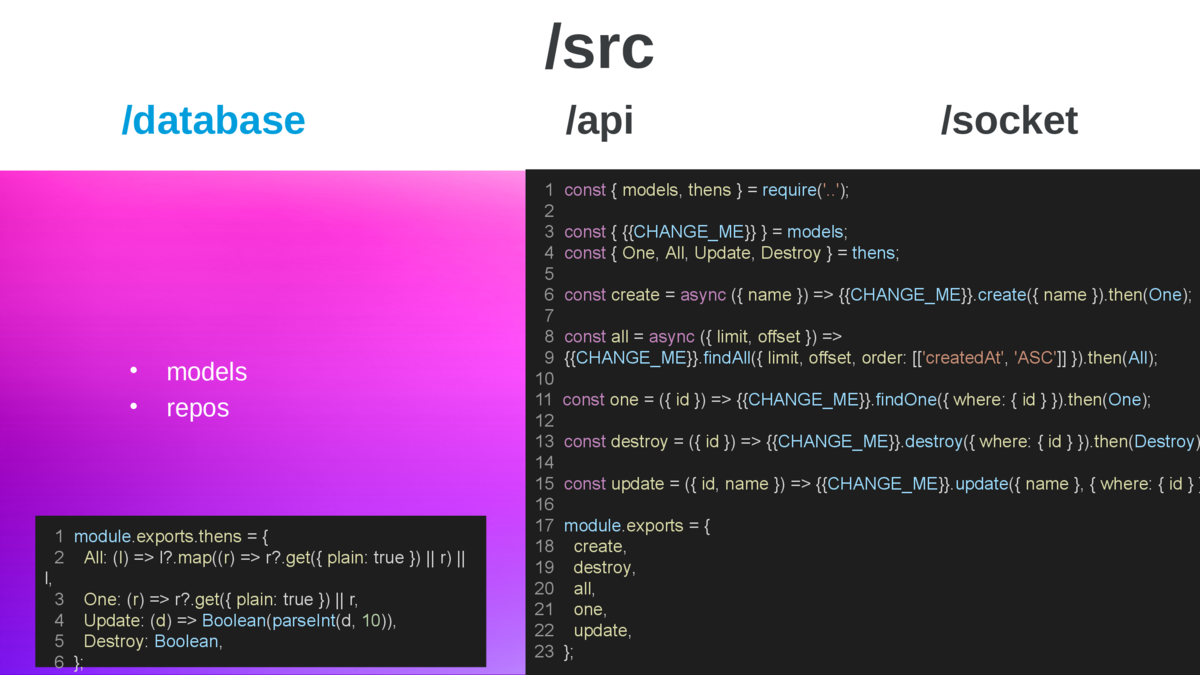 /src
/database
/api
/socket
• models
• repos
1 module.exports.thens = {
2 All: (l) => l?.map((r) => r?.get({ plain: true }) || r) ||
l,
3 One: (r) => r?.get({ plain: true }) || r,
4 Update: (d) => Boolean(parseInt(d, 10)),
5 Destroy: Boolean,
6 };
1 const { models, thens } = require('..');
2
3 const { {{CHANGE_ME}} } = models;
4 const { One, All, Update, Destroy } = thens;
5
6 const create = async ({ name }) => {{CHANGE_ME}}.create({ name }).then(One);
7
8 const all = async ({ limit, offset }) =>
9 {{CHANGE_ME}}.findAll({ limit, offset, order: [['createdAt', 'ASC']] }).then(All);
10
11 const one = ({ id }) => {{CHANGE_ME}}.findOne({ where: { id } }).then(One);
12
13 const destroy = ({ id }) => {{CHANGE_ME}}.destroy({ where: { id } }).then(Destroy)
14
15 const update = ({ id, name }) => {{CHANGE_ME}}.update({ name }, { where: { id }
16
17 module.exports = {
18 create,
19 destroy,
20 all,
21 one,
22 update,
23 };